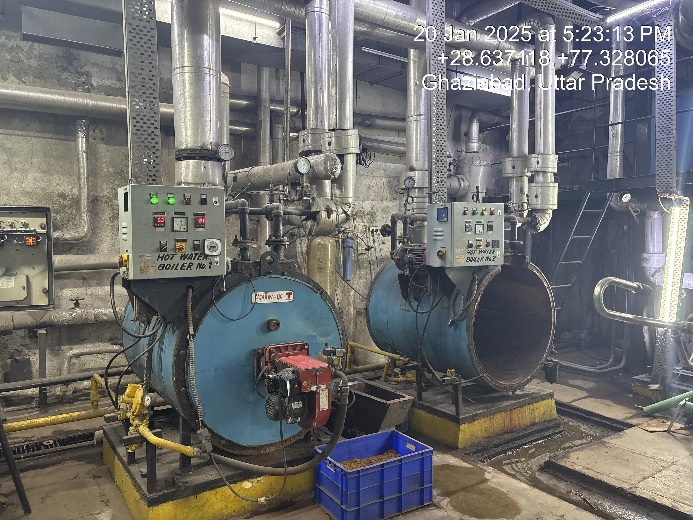 20 Jan 2025 at 5:23:13 PM
+28.637118,+77.328065
Ghaziabad, Uttar Pradesh
HOT WATER
BOILER No.1
HOT WATER
BOILER No.2